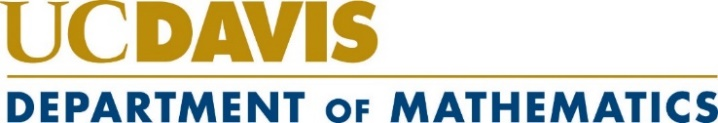 UCDAVIS
DEPARTMENT OF MATHEMATICS